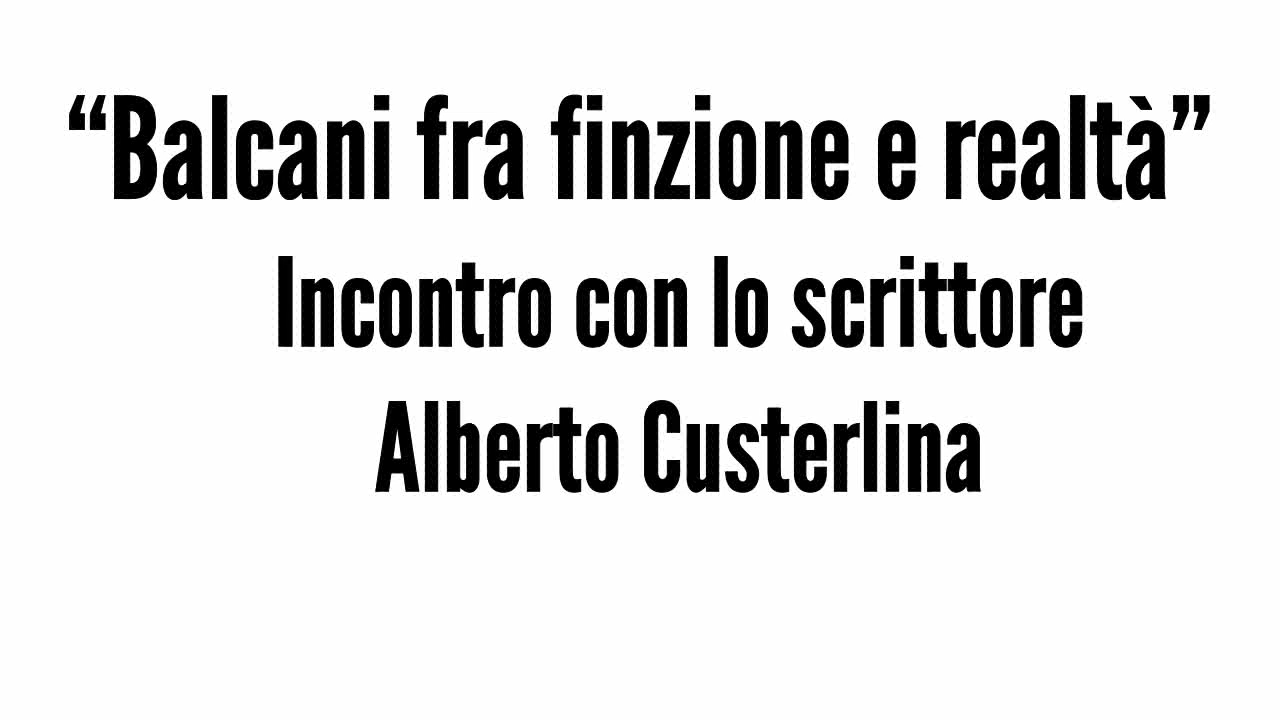 “Balcani fra finzione e realtà”
Incontro con lo scrittore
Alberto Custerlina